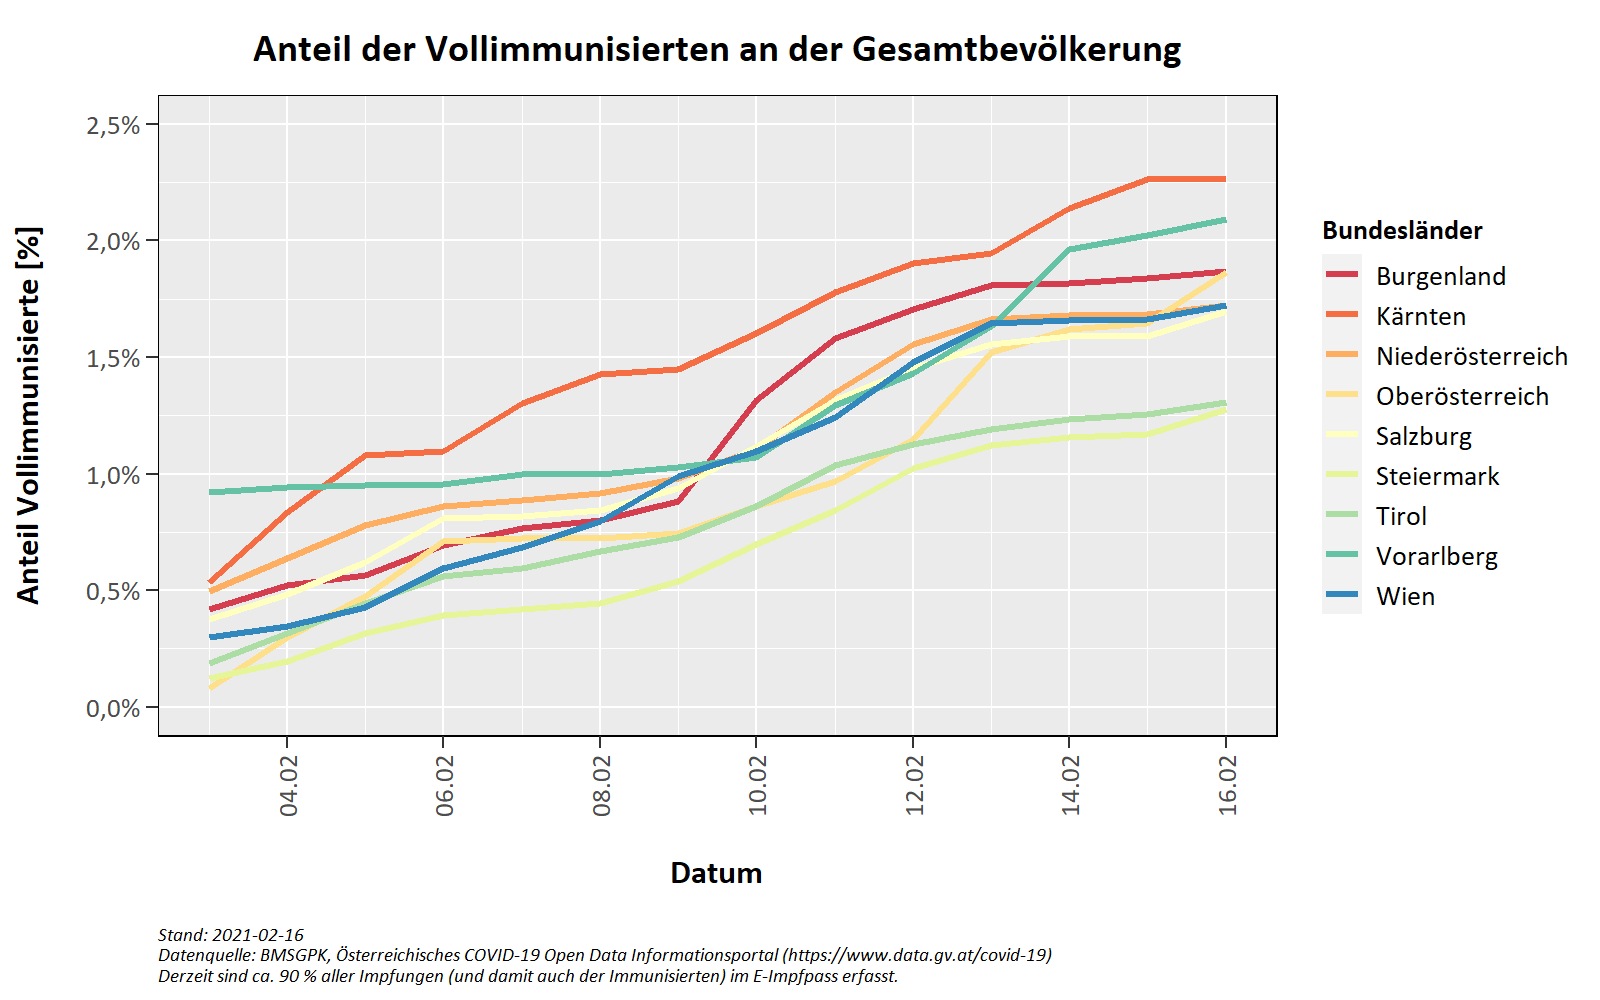 Anteil der Vollimmunisierten an der Gesamtbevölkerung
Anteil Vollimmunisierte [%]
2,5%
2,0%
1,5%
1,0%
0,5%
0,0%
04.02
06.02
08.02
10.02
12.02
14.02
16.02
Datum
Bundesländer
Burgenland
Kärnten
Niederösterreich
Oberösterreich
Salzburg
Steiermark
Tirol
Vorarlberg
Wien
Stand: 2021-02-16
Datenquelle: BMSGPK, Österreichisches COVID-19 Open Data Informationsportal (https://www.data.gv.at/covid-19)
Derzeit sind ca. 90 % aller Impfungen (und damit auch der Immunisierten) im E-Impfpass erfasst.